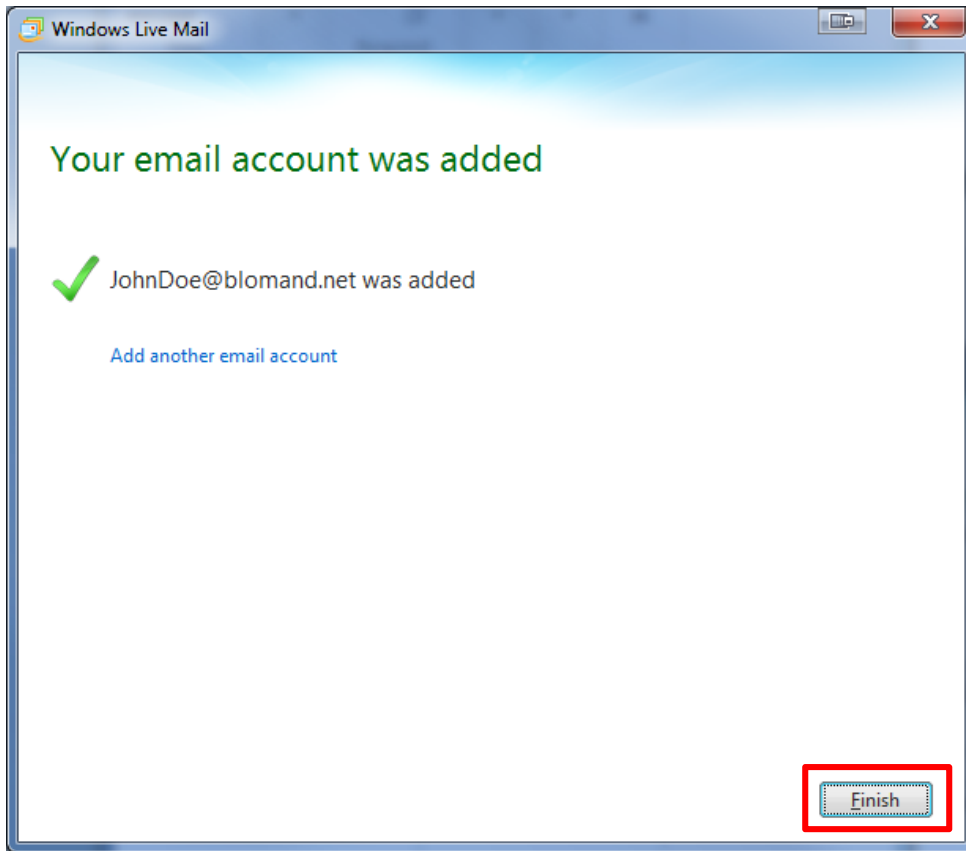 Windows Live Mail
Your email account was added
JohnDoe@blomand.net was added
Add another email account
Finish